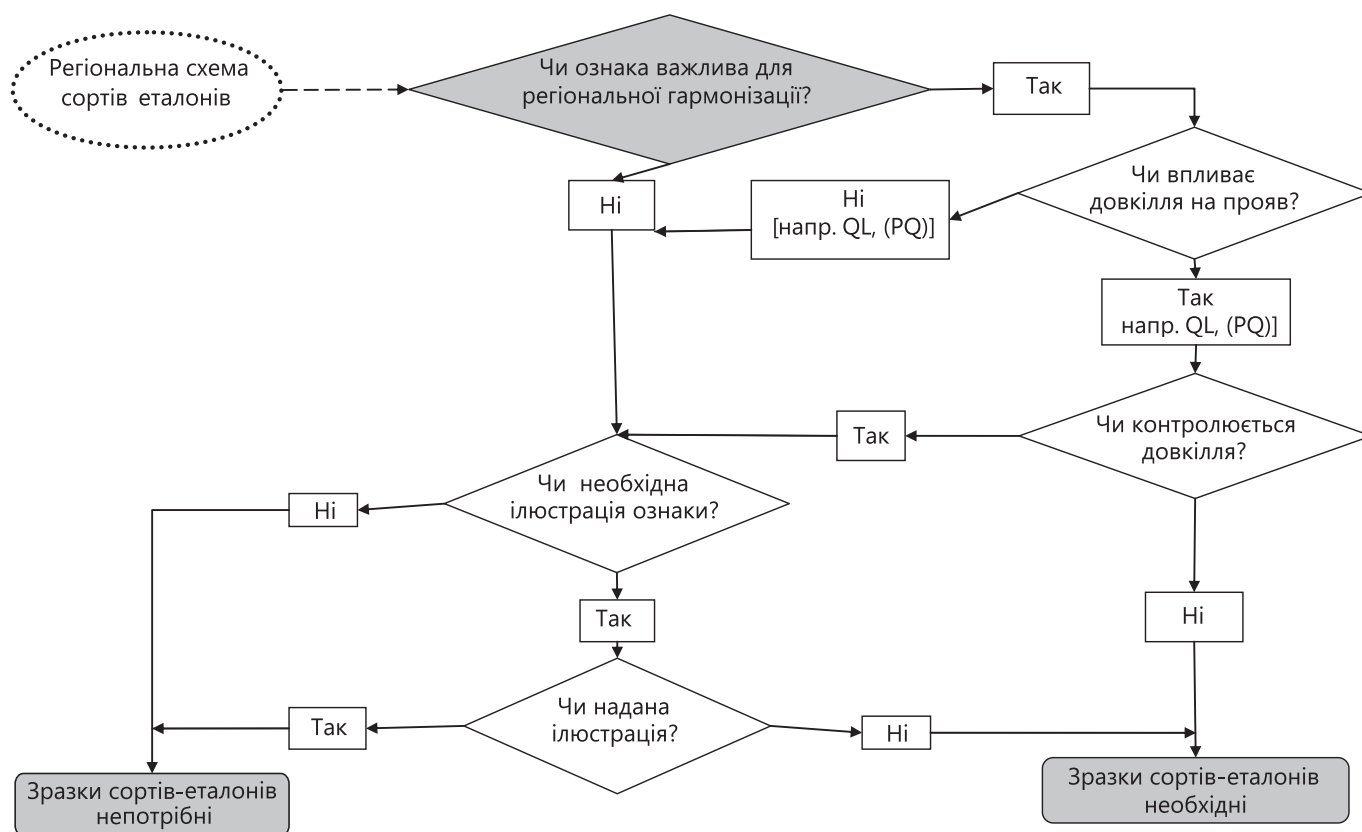 Регіональна схема
сортів еталонів
Чи ознака важлива для
регіональної гармонізації?
Так
Чи впливає
довкілля на прояв?
Ні
Ні
[напр. QL, (PQ)]
Так
напр. QL, (PQ)]
Чи контролюється
довкілля?
Так
Чи необхідна
ілюстрація ознаки?
Ні
Так
Ні
Чи надана
ілюстрація?
Так
Ні
Зразки сортів-еталонів
непотрібні
Зразки сортів-еталонів
необхідні